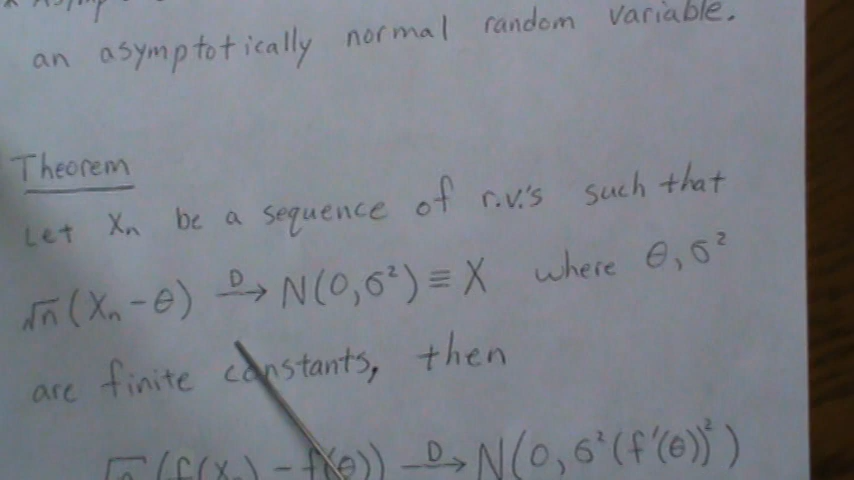 an asymptotically normal random variable.
Theorem
Let Xₙ be a sequence of r.v.'s such that
√n (Xₙ - θ) →ᴰ N(0, σ²) ≡ X where θ, σ²
are finite constants, then
√n (f(Xₙ) - f(θ)) →ᴰ N(0, σ²(f'(θ))²)